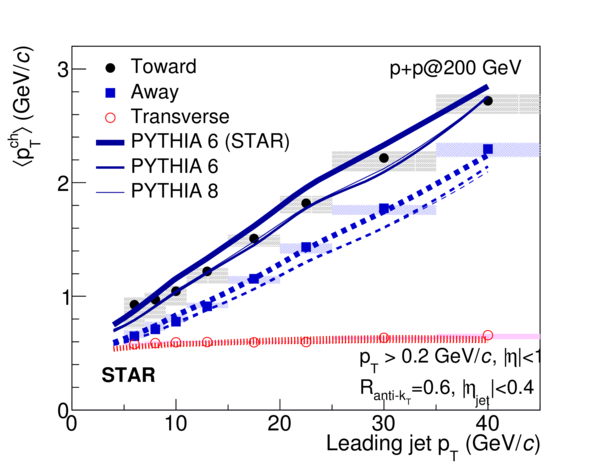 ⟨p_T^ch⟩ (GeV/c)
3
2
1
0
Toward
Away
Transverse
PYTHIA 6 (STAR)
PYTHIA 6
PYTHIA 8
p+p@200 GeV
STAR
p_T > 0.2 GeV/c, |η|<1
R_anti-k_T=0.6, |η_jet|<0.4
0 10 20 30 40
Leading jet p_T (GeV/c)